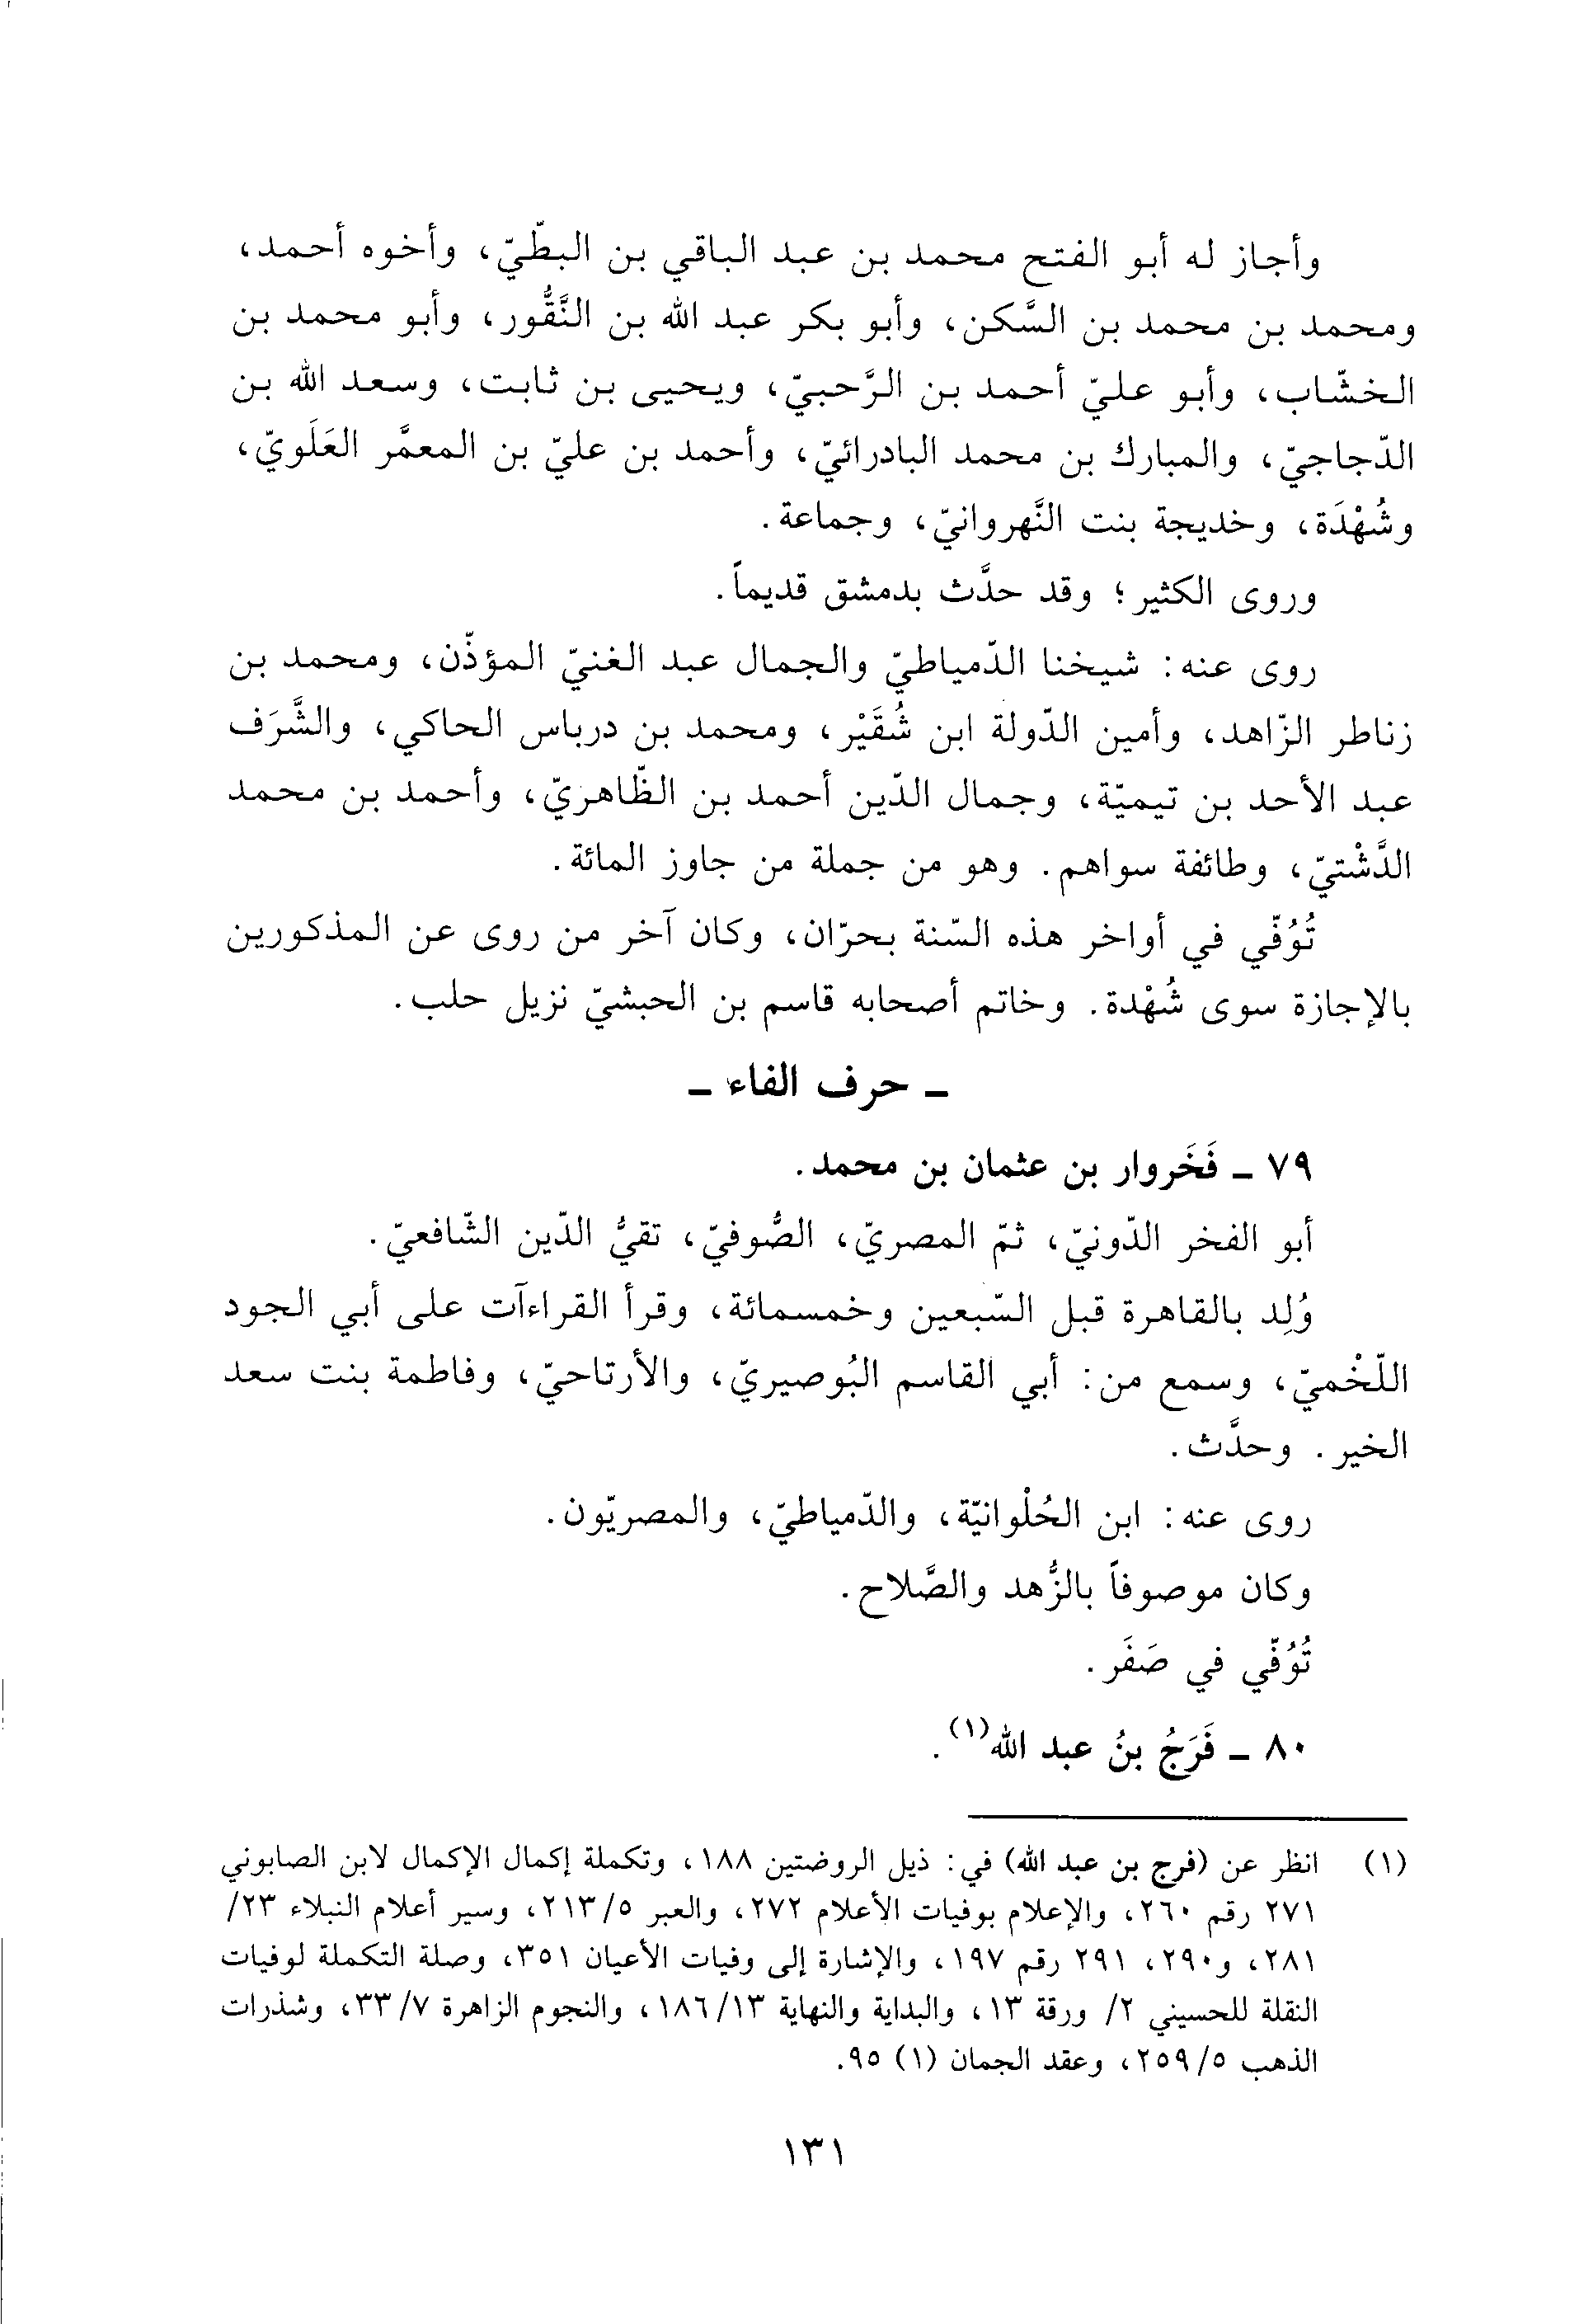 وأجاز له أبو الفتح محمد بن عبد الباقي بن البطّيّ، وأخوه أحمد،
ومحمد بن محمد بن السَّكن، وأبو بكر عبد الله بن النَّقُّور، وأبو محمد بن
الخشّاب، وأبو عليّ أحمد بن الرَّحبيّ، ويحيى بن ثابت، وسعد الله بن
الدّجاجيّ، والمبارك بن محمد البادرائيّ، وأحمد بن عليّ بن المعمَّر العَلَويّ،
وشُهْدَة، وخديجة بنت النَّهروانيّ، وجماعة.
وروى الكثير؛ وقد حدَّث بدمشق قديماً.
روى عنه: شيخنا الدّمياطيّ والجمال عبد الغنيّ المؤذّن، ومحمد بن
زناطر الزّاهد، وأمين الدّولة ابن شُقَيْر، ومحمد بن درباس الحاكي، والشَّرَف
عبد الأحد بن تيميّة، وجمال الدّين أحمد بن الظّاهريّ، وأحمد بن محمد
الدَّشْتيّ، وطائفة سواهم. وهو من جملة من جاوز المائة.
تُوُفّي في أواخر هذه السّنة بحرّان، وكان آخر من روى عن المذكورين
بالإجازة سوى شُهْدة. وخاتم أصحابه قاسم بن الحبشيّ نزيل حلب.
ـ حرف الفاء ـ
٧٩ ـ فَخَروار بن عثمان بن محمد.
أبو الفخر الدّونيّ، ثمّ المصريّ، الصُّوفيّ، تقيُّ الدّين الشّافعيّ.
وُلِد بالقاهرة قبل السّبعين وخمسمائة، وقرأ القراءآت على أبي الجود
اللّخْميّ، وسمع من: أبي القاسم البُوصيريّ، والأرتاحيّ، وفاطمة بنت سعد
الخير. وحدَّث.
روى عنه: ابن الحُلْوانيّة، والدّمياطيّ، والمصريّون.
وكان موصوفاً بالزُّهد والصَّلاح.
تُوُفّي في صَفَر.
٨٠ ـ فَرَجُ بنُ عبد الله(١).
(١) انظر عن (فرج بن عبد الله) في: ذيل الروضتين ١٨٨، وتكملة إكمال الإكمال لابن الصابوني
٢٧١ رقم ٢٦٠، والإعلام بوفيات الأعلام ٢٧٢، والعبر ٥/٢١٣، وسير أعلام النبلاء ٢٣/
٢٨١، و٢٩٠، ٢٩١ رقم ١٩٧، والإشارة إلى وفيات الأعيان ٣٥١، وصلة التكملة لوفيات
النقلة للحسيني ٢/ ورقة ١٣، والبداية والنهاية ١٣/١٨٦، والنجوم الزاهرة ٧/٣٣، وشذرات
الذهب ٥/٢٥٩، وعقد الجمان (١) ٩٥.
١٣١